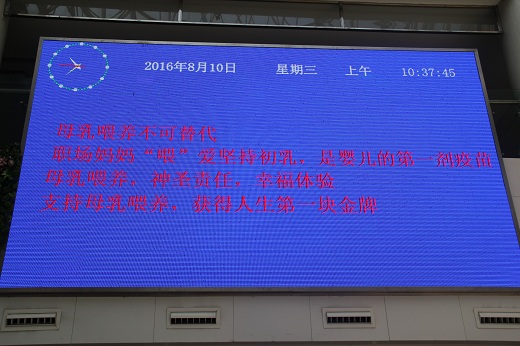 2016年8月10日 星期三 上午 10:37:45
母乳喂养不可替代
职场妈妈“喂”爱坚持初乳，是婴儿的第一剂疫苗
母乳喂养，神圣责任，幸福体验
支持母乳喂养，获得人生第一块金牌